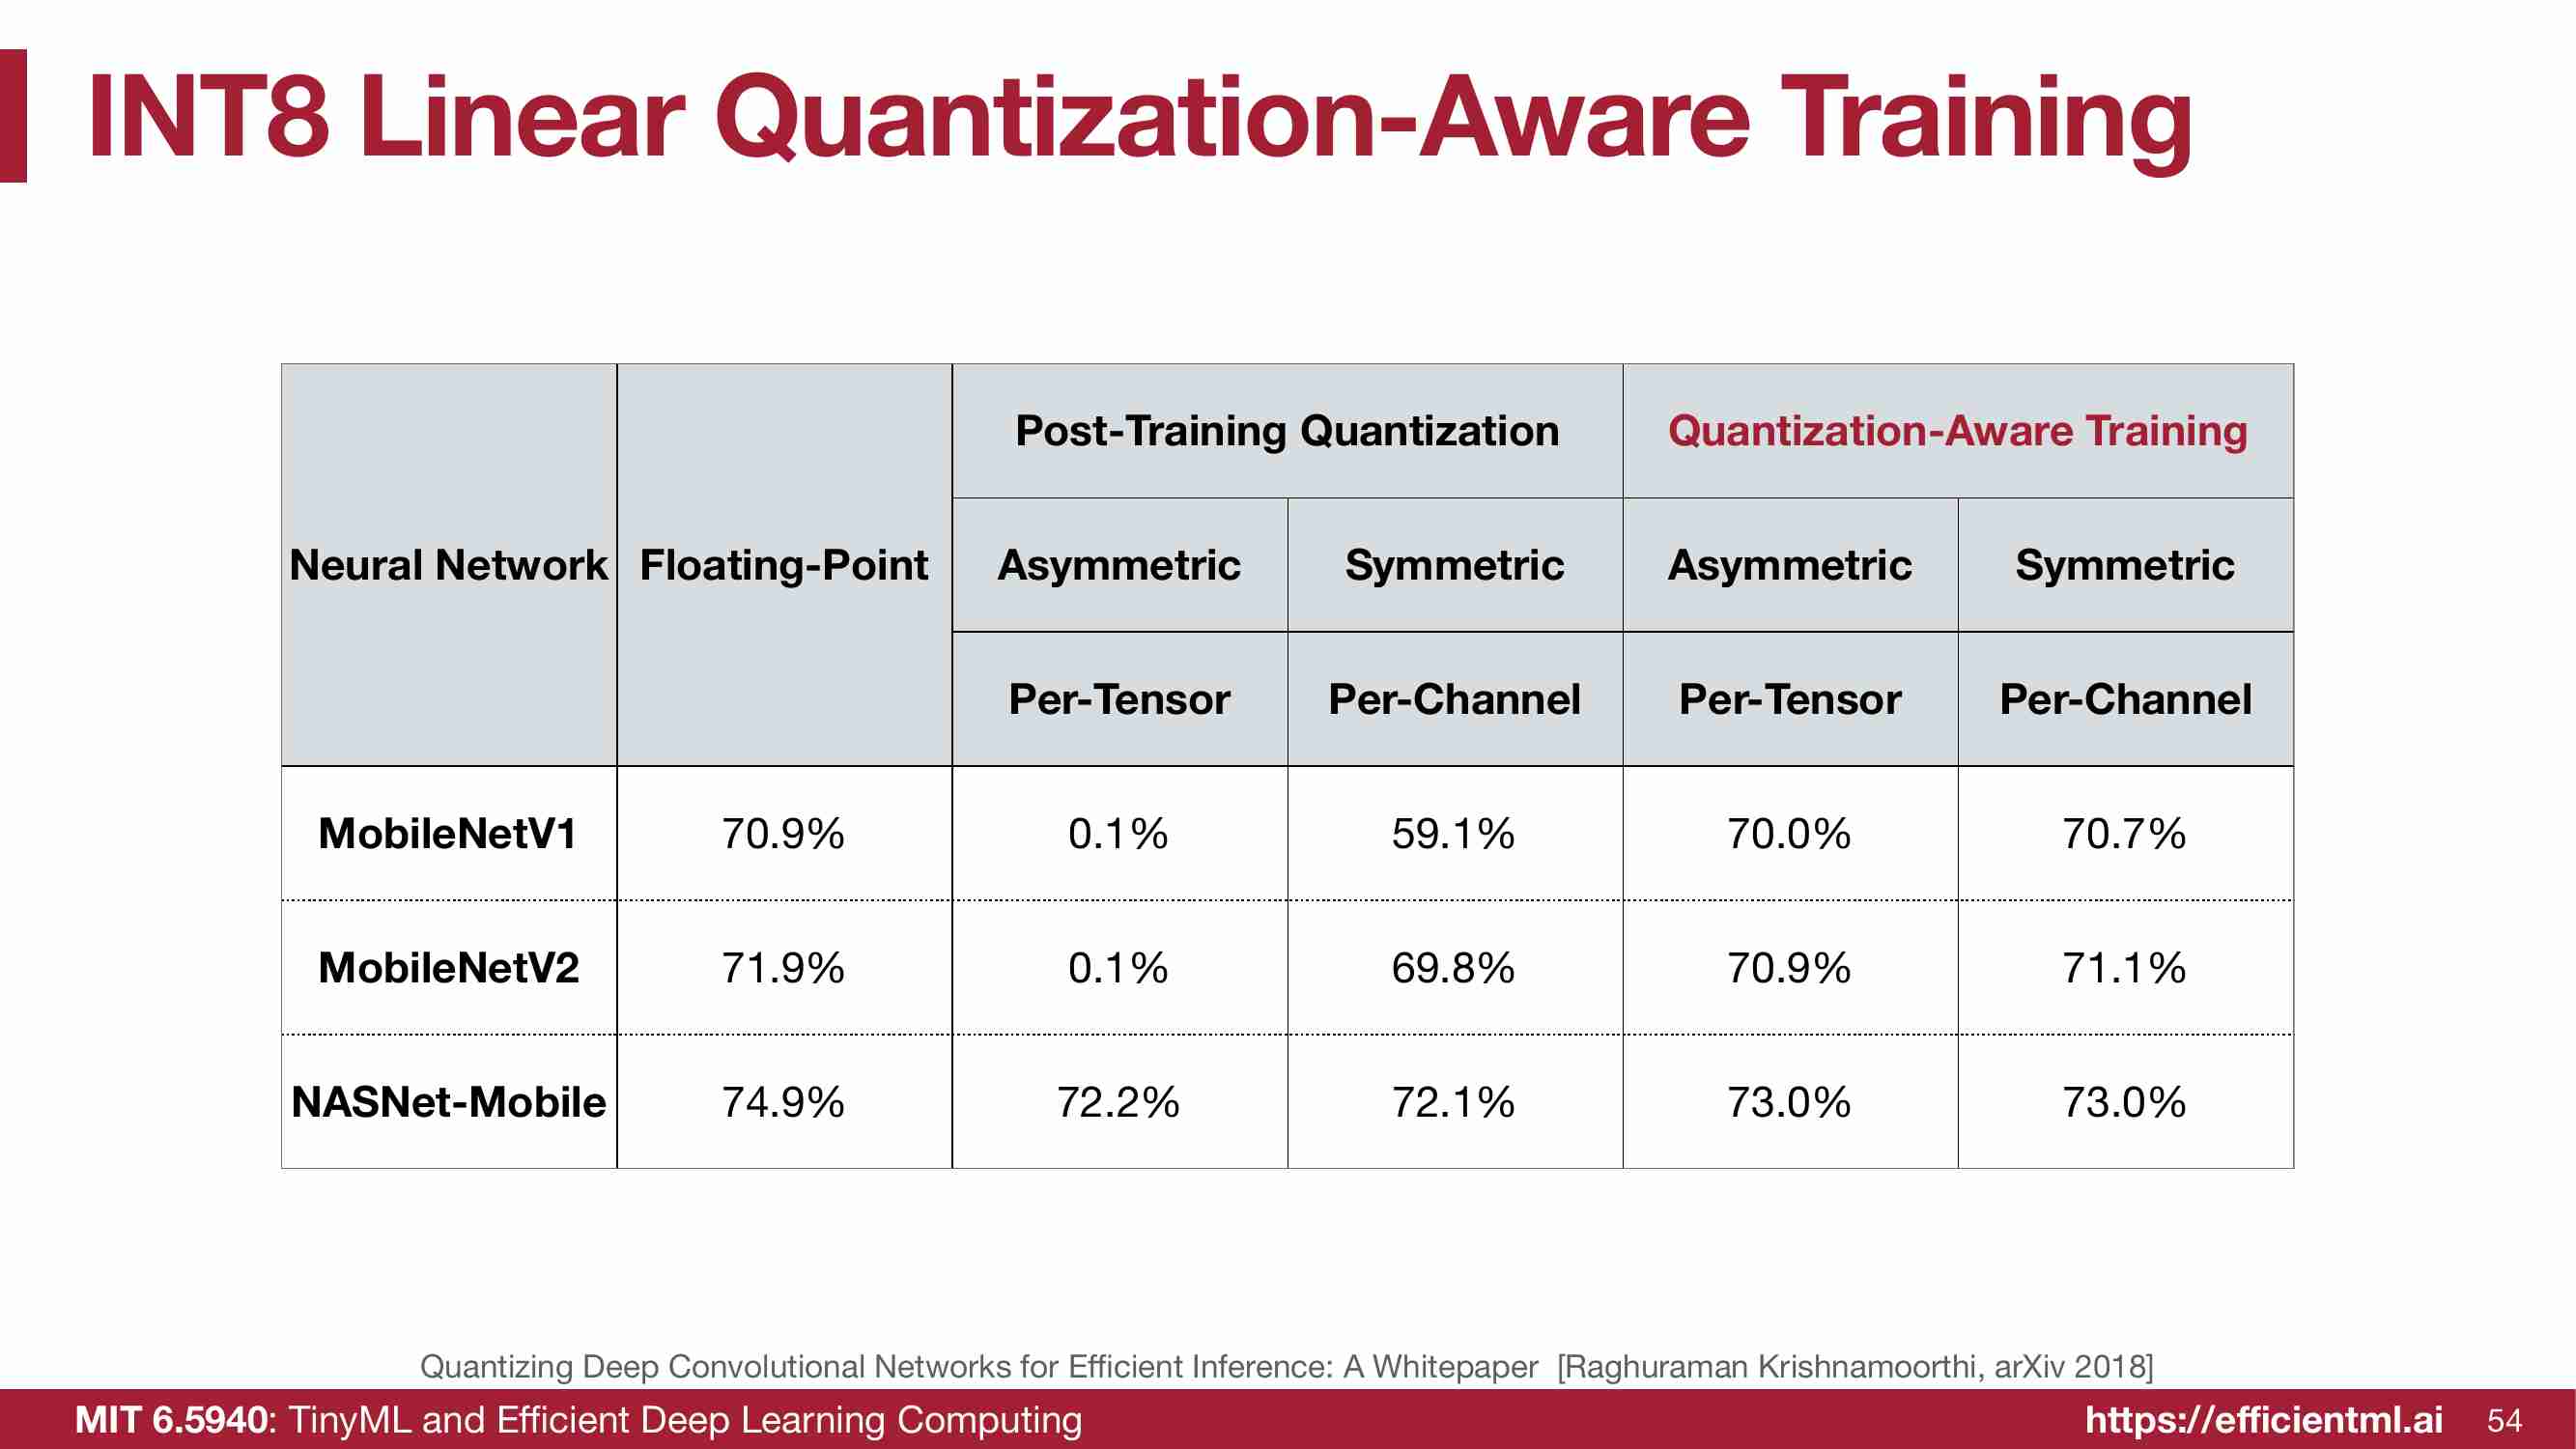 INT8 Linear Quantization-Aware Training
Post-Training Quantization Quantization-Aware Training
Neural Network Floating-Point Asymmetric Symmetric Asymmetric Symmetric
Per-Tensor Per-Channel Per-Tensor Per-Channel
MobileNetV1 70.9% 0.1% 59.1% 70.0% 70.7%
MobileNetV2 71.9% 0.1% 69.8% 70.9% 71.1%
NASNet-Mobile 74.9% 72.2% 72.1% 73.0% 73.0%
Quantizing Deep Convolutional Networks for Efficient Inference: A Whitepaper [Raghuraman Krishnamoorthi, arXiv 2018]
MIT 6.5940: TinyML and Efficient Deep Learning Computing https://efficientml.ai 54